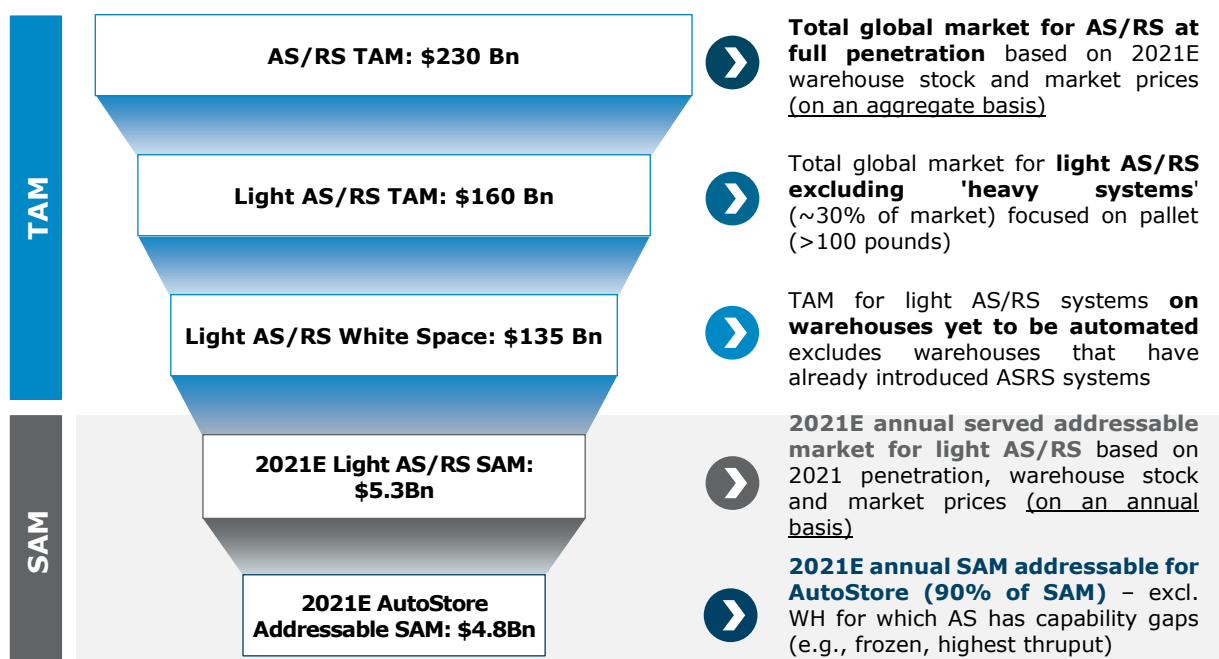 TAM
AS/RS TAM: $230 Bn
Total global market for AS/RS at
full penetration based on 2021E
warehouse stock and market prices
(on an aggregate basis)
Light AS/RS TAM: $160 Bn
Total global market for light AS/RS
excluding 'heavy systems'
(~30% of market) focused on pallet
(>100 pounds)
Light AS/RS White Space: $135 Bn
TAM for light AS/RS systems on
warehouses yet to be automated
excludes warehouses that have
already introduced ASRS systems
SAM
2021E Light AS/RS SAM:
$5.3Bn
2021E annual served addressable
market for light AS/RS based on
2021 penetration, warehouse stock
and market prices (on an annual
basis)
2021E AutoStore
Addressable SAM: $4.8Bn
2021E annual SAM addressable for
AutoStore (90% of SAM) – excl.
WH for which AS has capability gaps
(e.g., frozen, highest thruput)